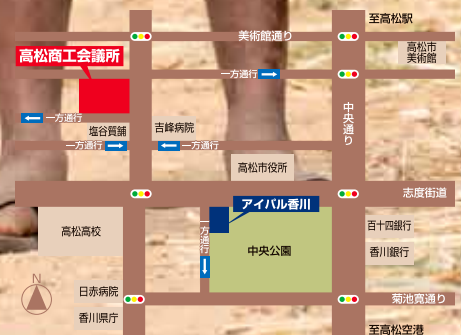 至高松駅
美術館通り
高松商工会議所
高松市
美術館
一方通行
中央通り
一方通行
塩谷質舗
吉峰病院
一方通行
一方通行
高松市役所
志度街道
アイパル香川
一方通行
百十四銀行
高松高校
中央公園
香川銀行
N
日赤病院
菊池寛通り
香川県庁
至高松空港